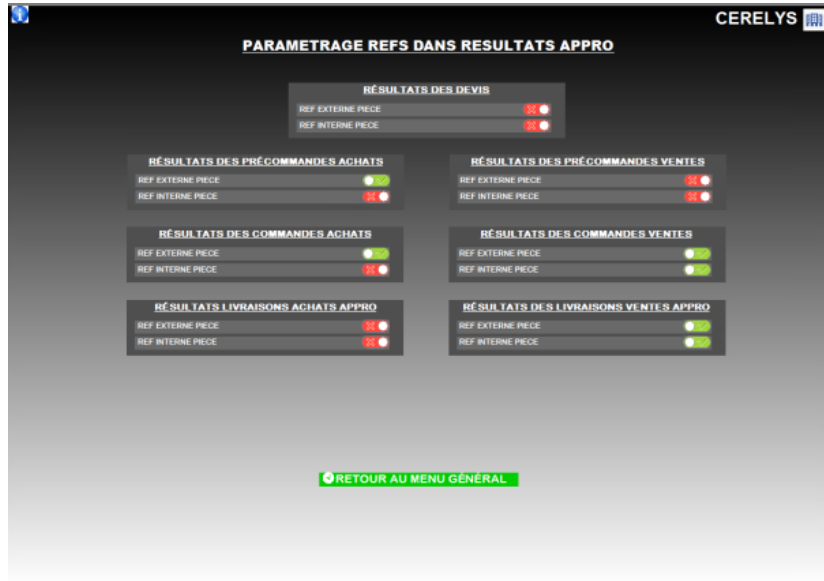 CERELYS
PARAMETRAGE REFS DANS RESULTATS APPRO
RÉSULTATS DES DEVIS
REF EXTERNE PIECE
REF INTERNE PIECE
RÉSULTATS DES PRÉCOMMANDES ACHATS
REF EXTERNE PIECE
REF INTERNE PIECE
RÉSULTATS DES PRÉCOMMANDES VENTES
REF EXTERNE PIECE
REF INTERNE PIECE
RÉSULTATS DES COMMANDES ACHATS
REF EXTERNE PIECE
REF INTERNE PIECE
RÉSULTATS DES COMMANDES VENTES
REF EXTERNE PIECE
REF INTERNE PIECE
RÉSULTATS LIVRAISONS ACHATS APPRO
REF EXTERNE PIECE
REF INTERNE PIECE
RÉSULTATS DES LIVRAISONS VENTES APPRO
REF EXTERNE PIECE
REF INTERNE PIECE
RETOUR AU MENU GÉNÉRAL